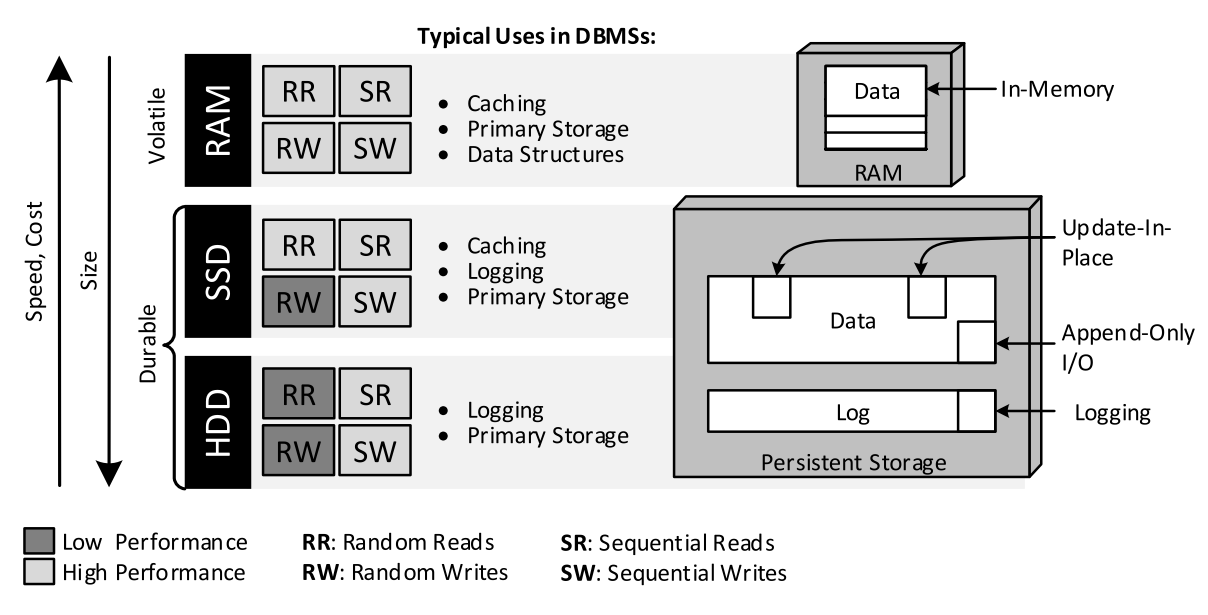 Typical Uses in DBMSs:
Speed, Cost
Size
Volatile
RAM
RR SR
RW SW
• Caching
• Primary Storage
• Data Structures
Data
In-Memory
RAM
Durable
SSD
RR SR
RW SW
• Caching
• Logging
• Primary Storage
HDD
RR SR
RW SW
• Logging
• Primary Storage
Update-In-
Place
Data
Append-Only
I/O
Log
Logging
Persistent Storage
Low Performance
RR: Random Reads
SR: Sequential Reads
High Performance
RW: Random Writes
SW: Sequential Writes